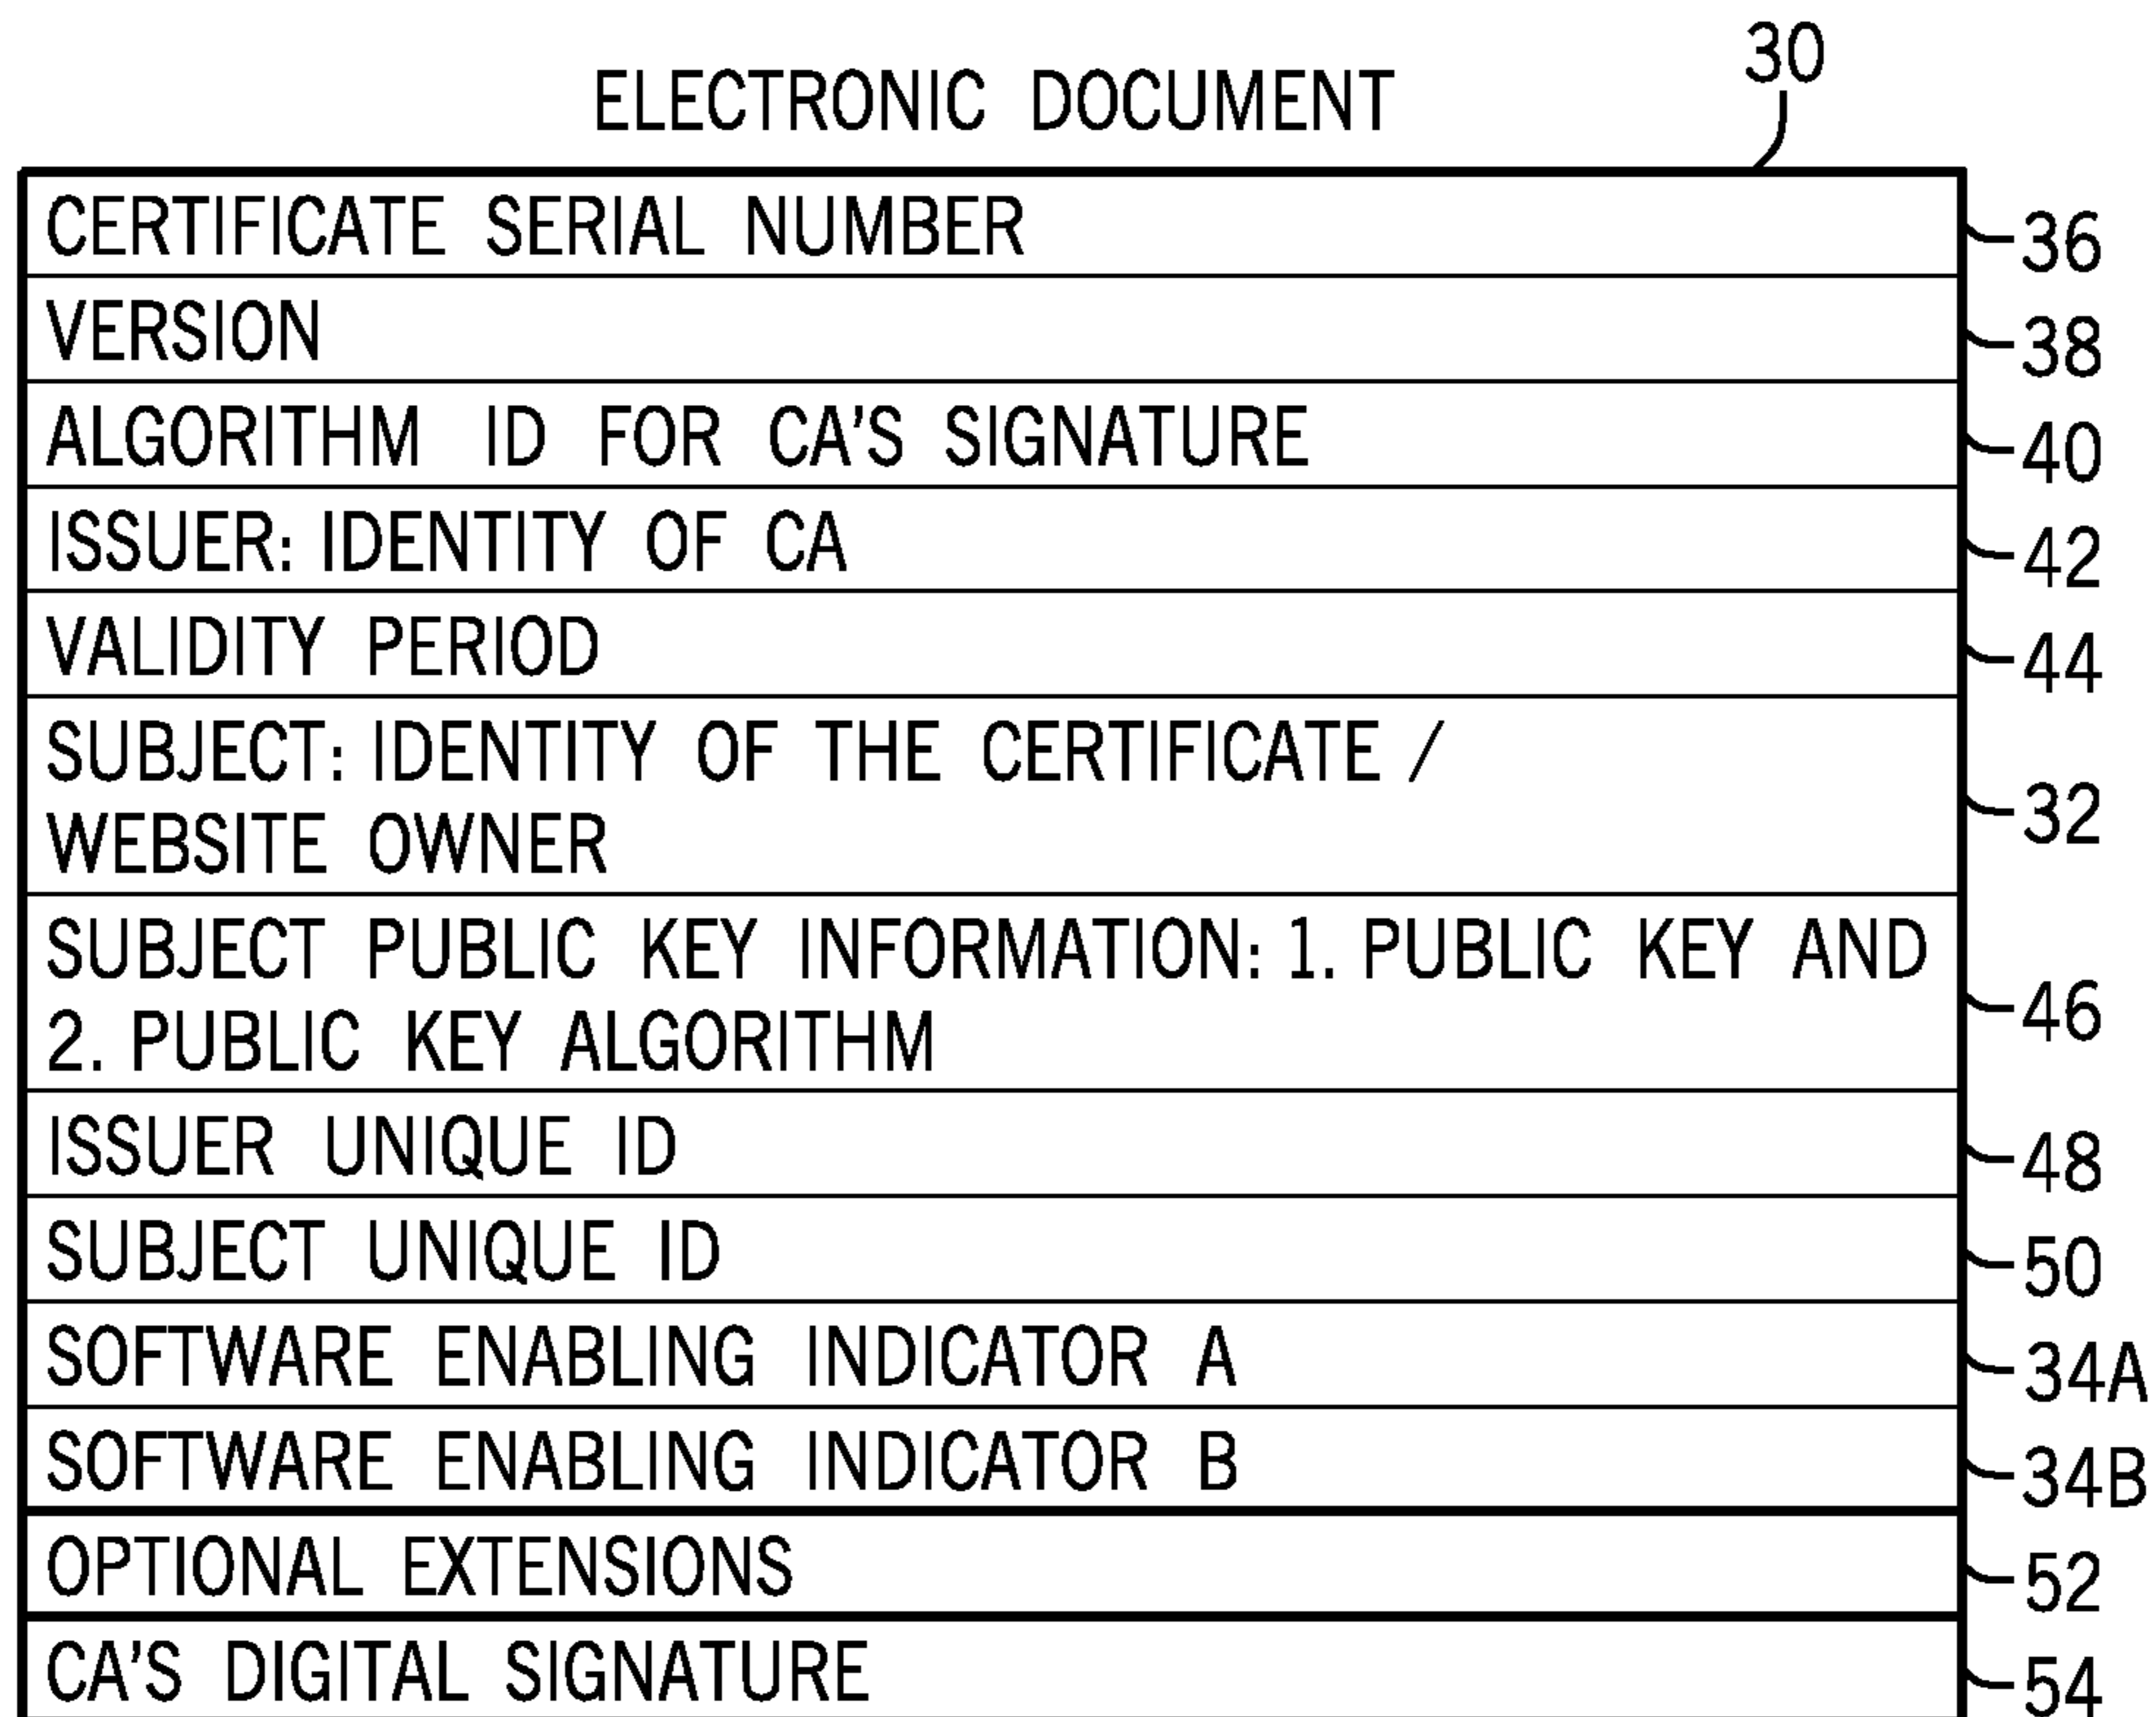 30
ELECTRONIC DOCUMENT
CERTIFICATE SERIAL NUMBER 36
VERSION 38
ALGORITHM ID FOR CA'S SIGNATURE 40
ISSUER: IDENTITY OF CA 42
VALIDITY PERIOD 44
SUBJECT: IDENTITY OF THE CERTIFICATE /
WEBSITE OWNER 32
SUBJECT PUBLIC KEY INFORMATION: 1. PUBLIC KEY AND
2. PUBLIC KEY ALGORITHM 46
ISSUER UNIQUE ID 48
SUBJECT UNIQUE ID 50
SOFTWARE ENABLING INDICATOR A 34A
SOFTWARE ENABLING INDICATOR B 34B
OPTIONAL EXTENSIONS 52
CA'S DIGITAL SIGNATURE 54